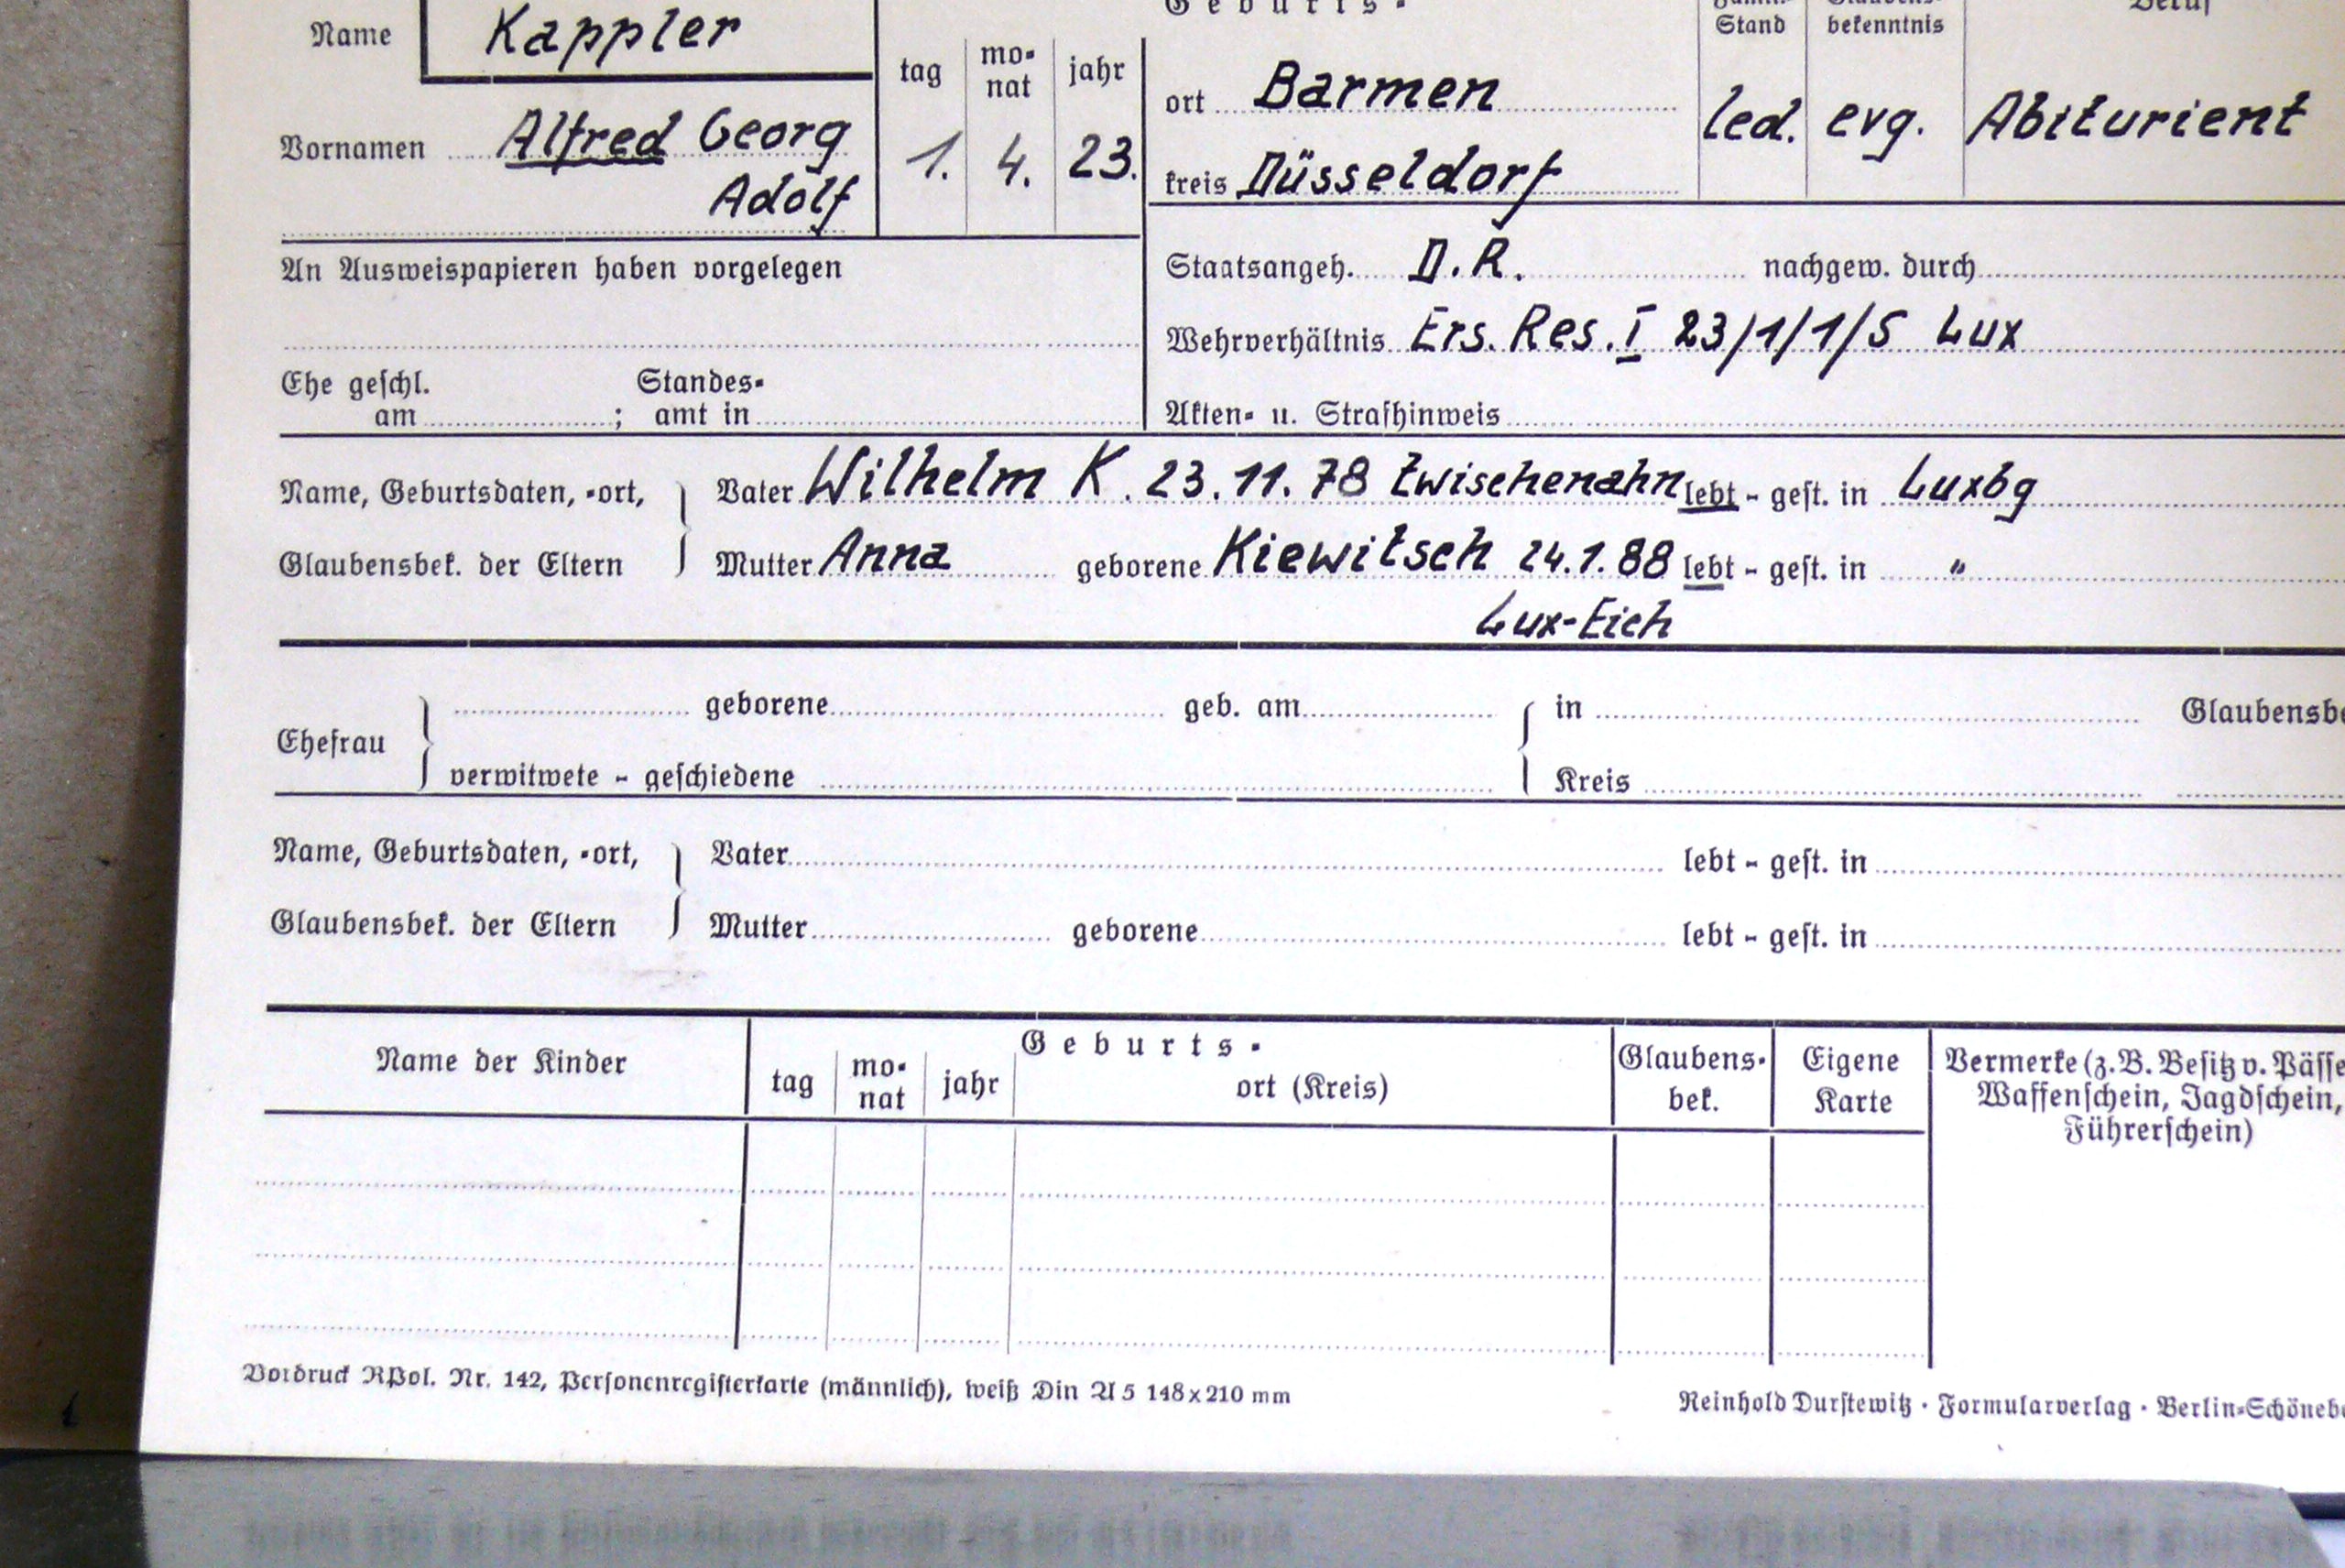 Geburts-
Name Kappler
Stand bekenntnis Beruf
tag mo-nat jahr
ort Barmen
Vornamen Alfred Georg 1. 4. 23. led. evg. Abiturient
Adolf kreis Düsseldorf
An Ausweispapieren haben vorgelegen Staatsangeh. D.R. nachgew. durch
Wehrverhältnis Ers. Res. I 23/1/1/5 Lux
Ehe geschl. Standes-
am ; amt in Akten- u. Strafhinweis
Name, Geburtsdaten, -ort, Vater Wilhelm K. 23.11.78 Zwischenahn lebt - gest. in Luxbg
Glaubensbek. der Eltern Mutter Anna geborene Kiewitsch 24.1.88 lebt - gest. in "
Lux-Eich
geborene geb. am in Glaubensbe
Ehefrau
verwitwete - geschiedene Kreis
Name, Geburtsdaten, -ort, Vater lebt - gest. in
Glaubensbek. der Eltern Mutter geborene lebt - gest. in
Name der Kinder Geburts- Glaubens- Eigene Vermerke (z.B. Besitz v. Pässe
tag mo-nat jahr ort (Kreis) bek. Karte Waffenschein, Jagdschein,
Führerschein)
Vordruck RPol. Nr. 142, Personenregisterkarte (männlich), weiß Din A 5 148x210 mm
Reinhold Durstewitz · Formularverlag · Berlin-Schönebe